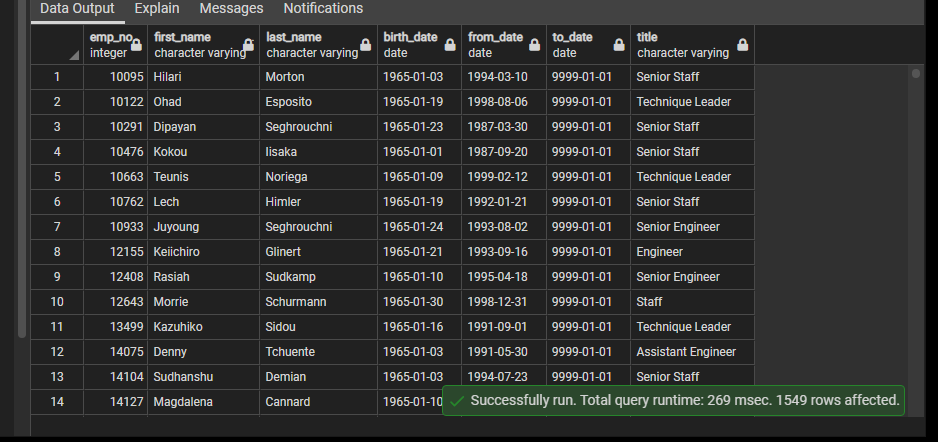 Data Output Explain Messages Notifications
emp_no first_name last_name birth_date from_date to_date title
integer character varying character varying date date date character varying
1 10095 Hilari Morton 1965-01-03 1994-03-10 9999-01-01 Senior Staff
2 10122 Ohad Esposito 1965-01-19 1998-08-06 9999-01-01 Technique Leader
3 10291 Dipayan Seghrouchni 1965-01-23 1987-03-30 9999-01-01 Senior Staff
4 10476 Kokou Iisaka 1965-01-01 1987-09-20 9999-01-01 Senior Staff
5 10663 Teunis Noriega 1965-01-09 1999-02-12 9999-01-01 Technique Leader
6 10762 Lech Himler 1965-01-19 1992-01-21 9999-01-01 Senior Staff
7 10933 Juyoung Seghrouchni 1965-01-24 1993-08-02 9999-01-01 Senior Engineer
8 12155 Keiichiro Glinert 1965-01-21 1993-09-16 9999-01-01 Engineer
9 12408 Rasiah Sudkamp 1965-01-10 1995-04-18 9999-01-01 Senior Engineer
10 12643 Morrie Schurmann 1965-01-30 1998-12-31 9999-01-01 Staff
11 13499 Kazuhiko Sidou 1965-01-16 1991-09-01 9999-01-01 Technique Leader
12 14075 Denny Tchuente 1965-01-03 1991-05-30 9999-01-01 Assistant Engineer
13 14104 Sudhanshu Demian 1965-01-03 1994-07-23 9999-01-01 Senior Staff
14 14127 Magdalena Cannard 1965-01-10
Successfully run. Total query runtime: 269 msec. 1549 rows affected.